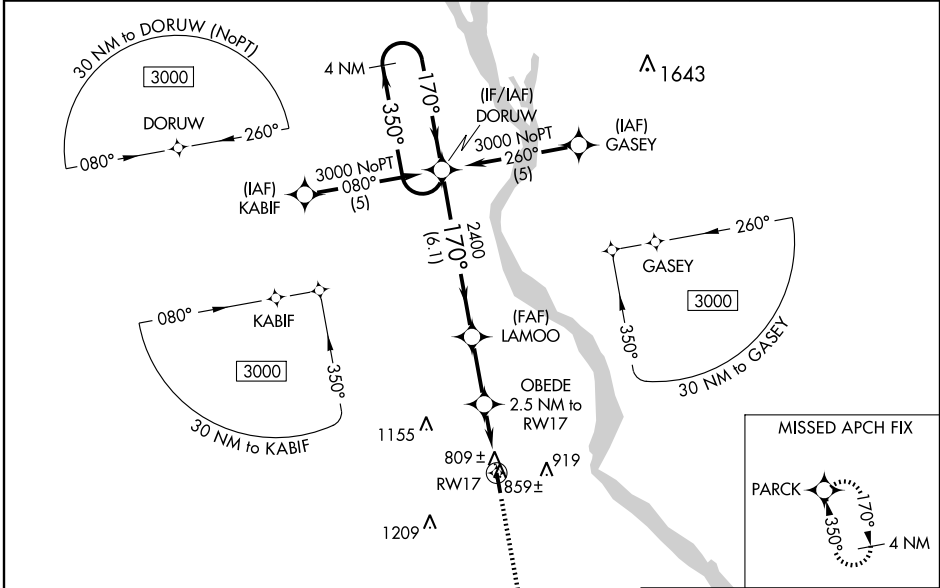 30 NM to DORUW (NoPT)
3000
DORUW
080°
260°
4 NM
170°
350°
(IF/IAF)
DORUW
1643
(IAF)
GASEY
3000 NoPT
260°
(5)
3000 NoPT
080°
(5)
(IAF)
KABIF
2400
170°
(6.1)
260°
GASEY
3000
350°
30 NM to GASEY
080°
KABIF
3000
350°
30 NM to KABIF
(FAF)
LAMOO
OBEDE
2.5 NM to
RW17
1155
809 ±
919
RW17
859 ±
1209
MISSED APCH FIX
PARCK
170°
350°
4 NM